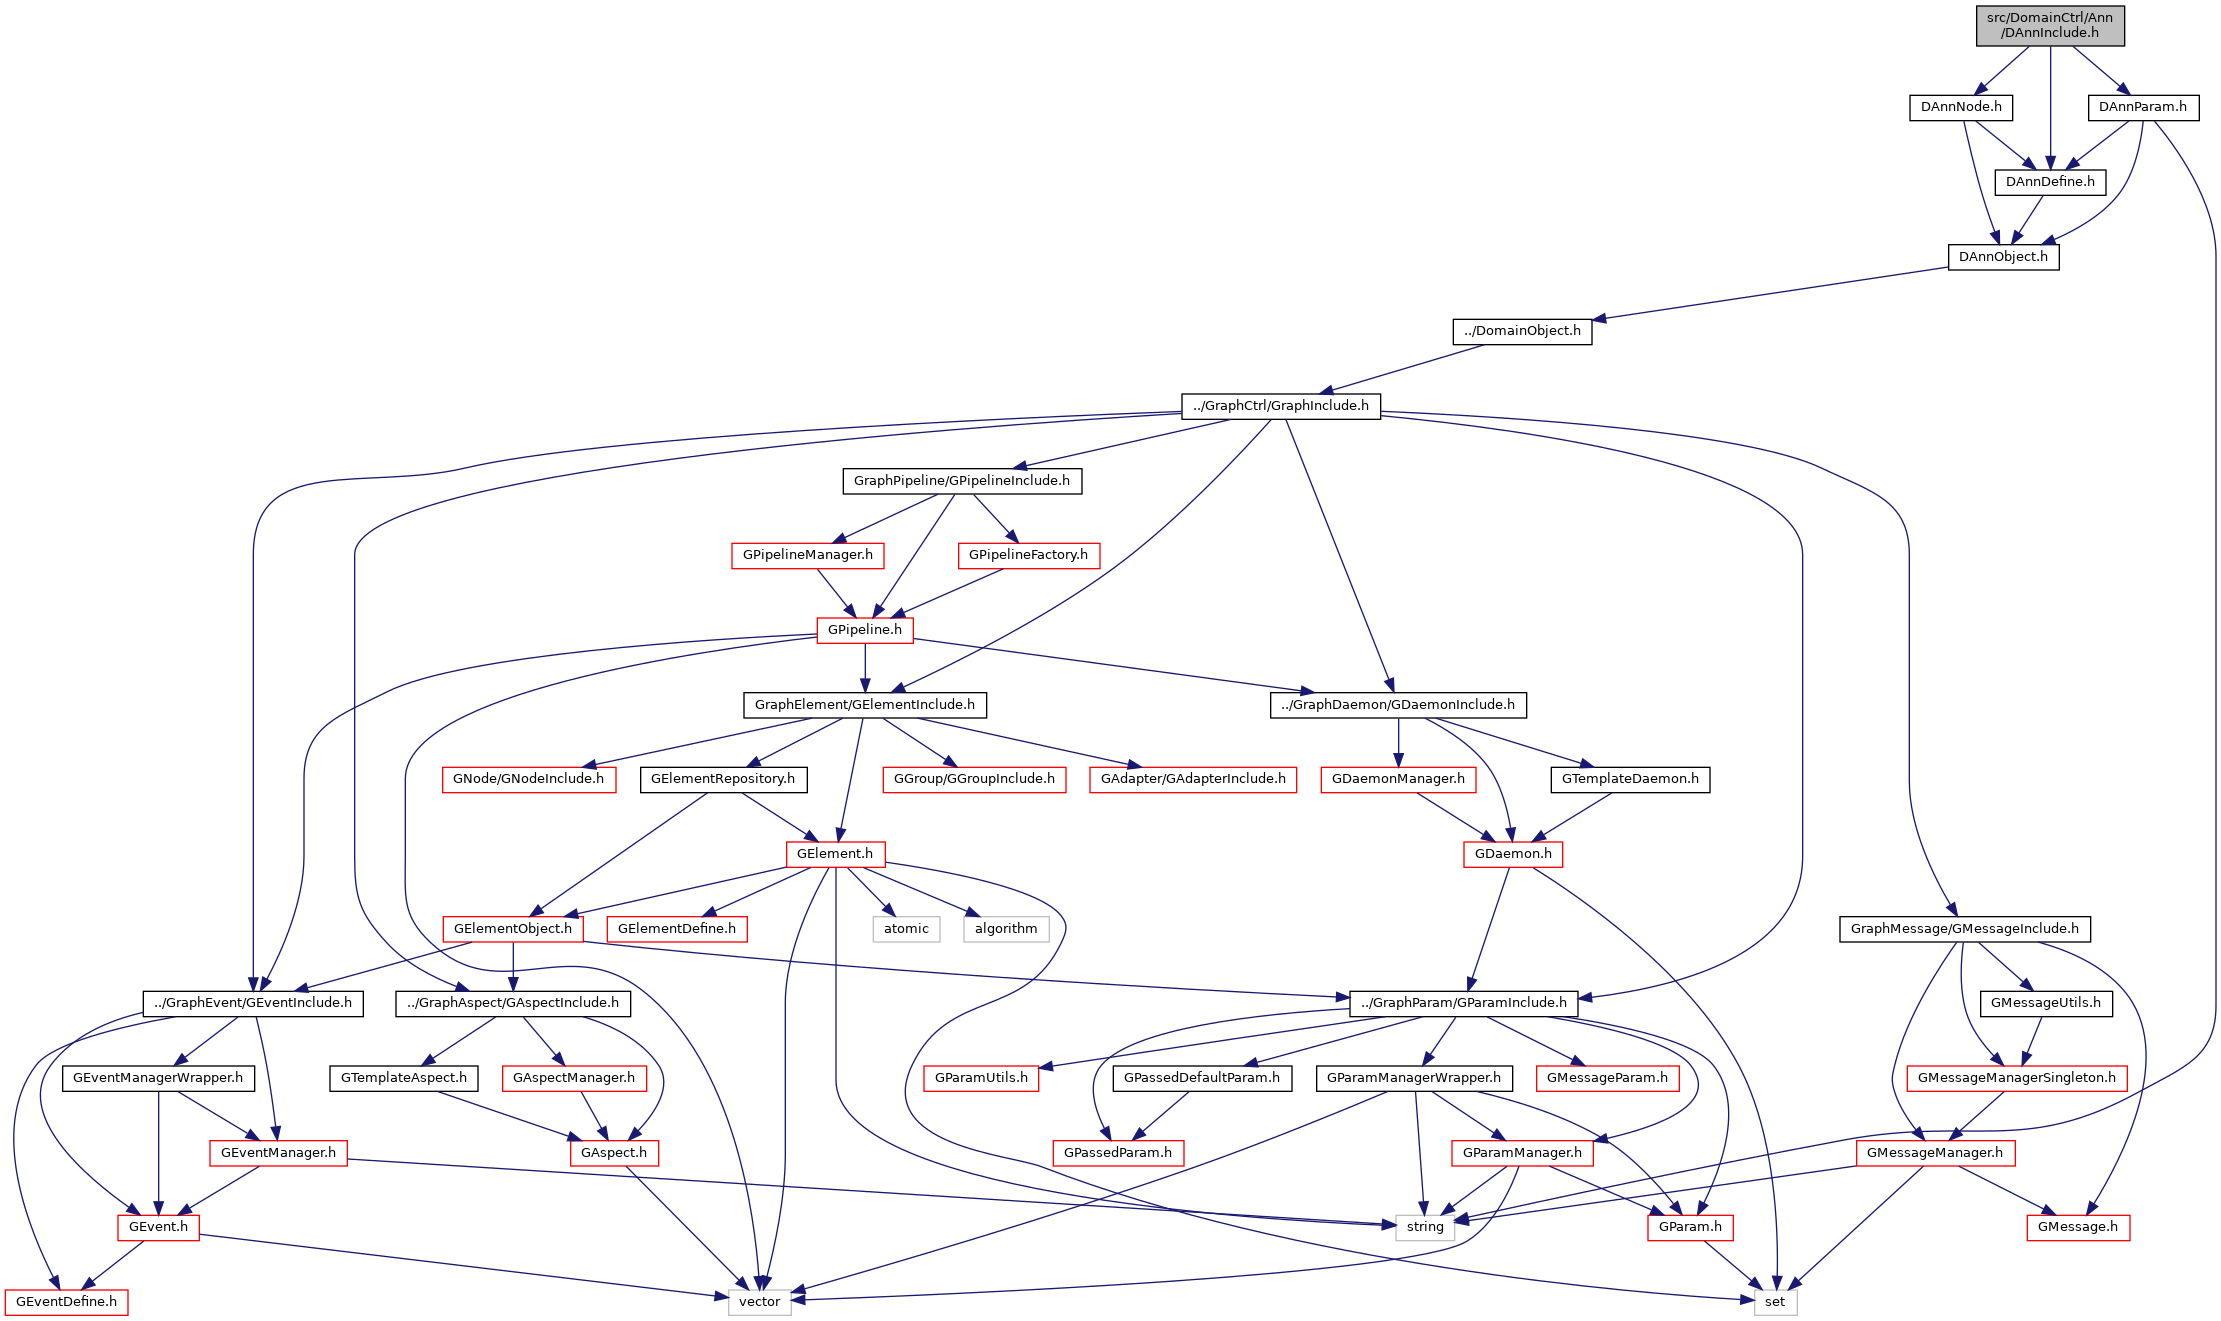 src/DomainCtrl/Ann
/DAnnInclude.h
DAnnNode.h
DAnnParam.h
DAnnDefine.h
DAnnObject.h
../DomainObject.h
../GraphCtrl/GraphInclude.h
GraphPipeline/GPipelineInclude.h
GPipelineManager.h
GPipelineFactory.h
GPipeline.h
GraphElement/GElementInclude.h
../GraphDaemon/GDaemonInclude.h
GNode/GNodeInclude.h
GElementRepository.h
GGroup/GGroupInclude.h
GAdapter/GAdapterInclude.h
GDaemonManager.h
GTemplateDaemon.h
GElement.h
GDaemon.h
GElementObject.h
GElementDefine.h
atomic
algorithm
GraphMessage/GMessageInclude.h
../GraphEvent/GEventInclude.h
../GraphAspect/GAspectInclude.h
../GraphParam/GParamInclude.h
GMessageUtils.h
GEventManagerWrapper.h
GTemplateAspect.h
GAspectManager.h
GParamUtils.h
GPassedDefaultParam.h
GParamManagerWrapper.h
GMessageParam.h
GMessageManagerSingleton.h
GEventManager.h
GAspect.h
GPassedParam.h
GParamManager.h
GMessageManager.h
GEvent.h
string
GParam.h
GMessage.h
GEventDefine.h
vector
set